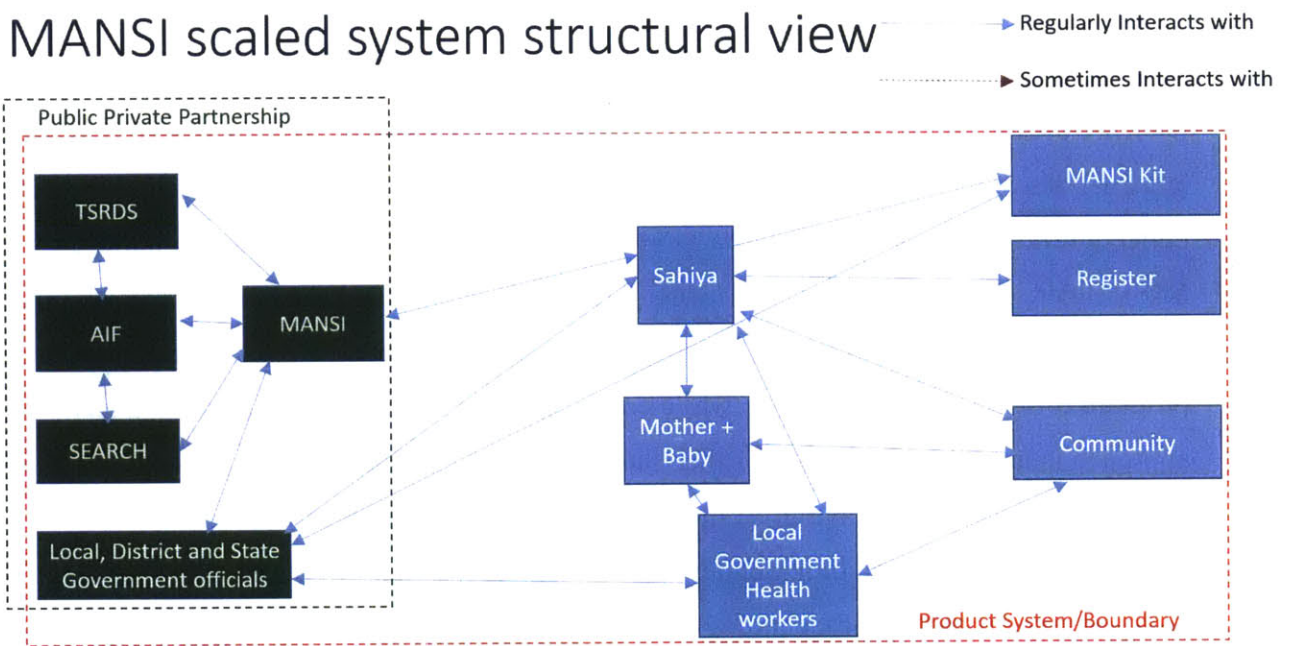 MANSI scaled system structural view
Regularly Interacts with
Sometimes Interacts with
Public Private Partnership
TSRDS
MANSI Kit
Sahiya
Register
AIF
MANSI
SEARCH
Mother +
Baby
Community
Local, District and State
Government officials
Local
Government
Health
workers
Product System/Boundary